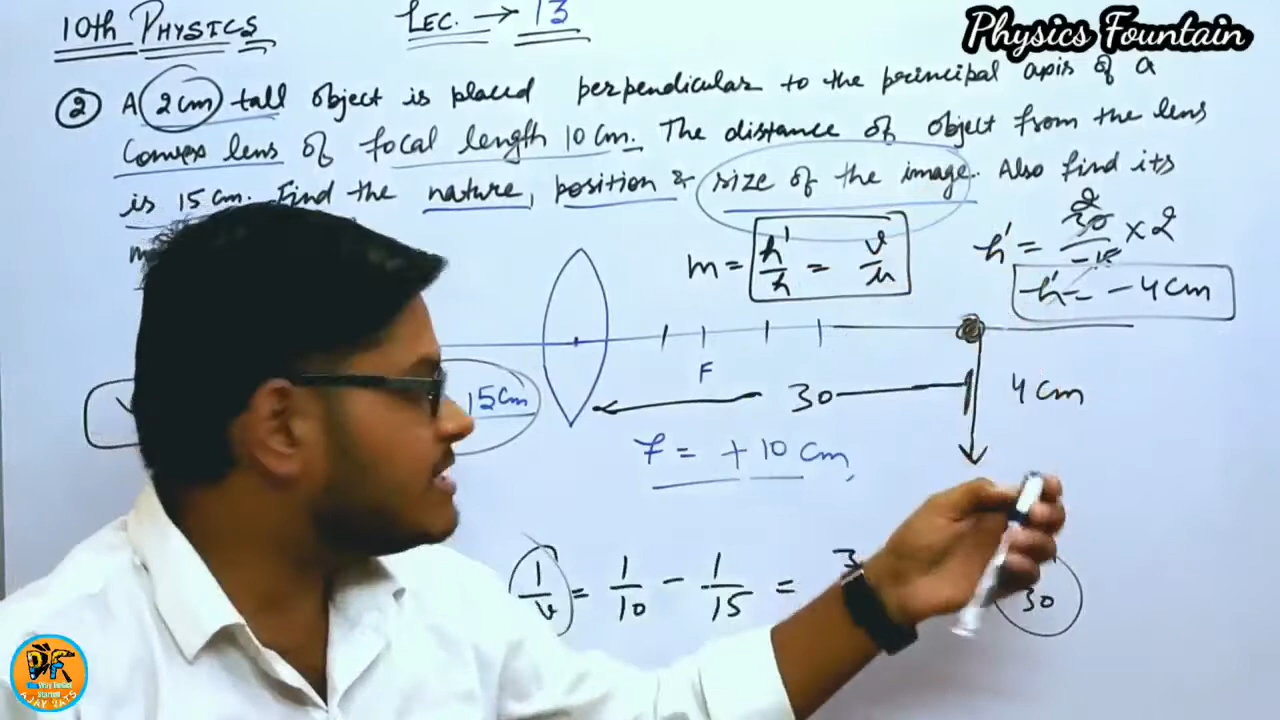 10th PHYSICS
LEC. → 13
Physics Fountain
② A 2cm tall object is placed perpendicular to the principal axis of a
Convex lens of focal length 10 Cm. The distance of object from the lens
is 15 cm. Find the nature, position & size of the image. Also find its
m = h'/h = v/u
h' = 30/-15 × 2
2
h' = - 4 cm
F
30
4 cm
15 cm
f = + 10 cm,
1/v = 1/10 - 1/15 = 3
30